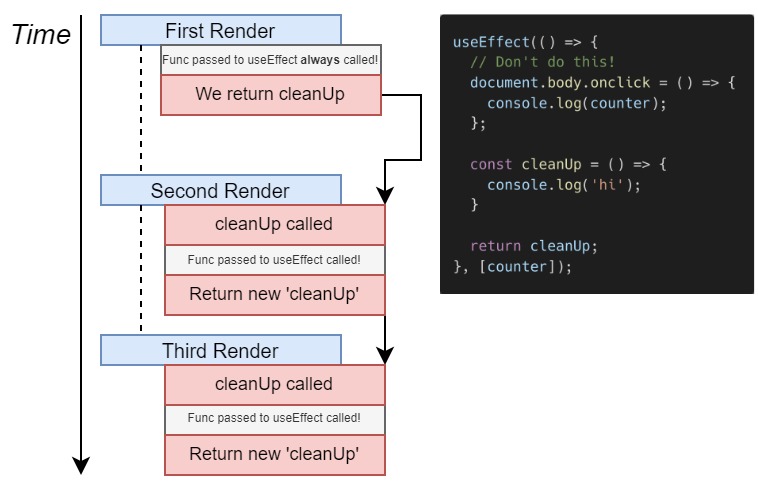 Time
First Render
Func passed to useEffect always called!
We return cleanUp
Second Render
cleanUp called
Func passed to useEffect called!
Return new 'cleanUp'
Third Render
cleanUp called
Func passed to useEffect called!
Return new 'cleanUp'
useEffect(() => {
// Don't do this!
document.body.onclick = () => {
console.log(counter);
};
const cleanUp = () => {
console.log('hi');
}
return cleanUp;
}, [counter]);